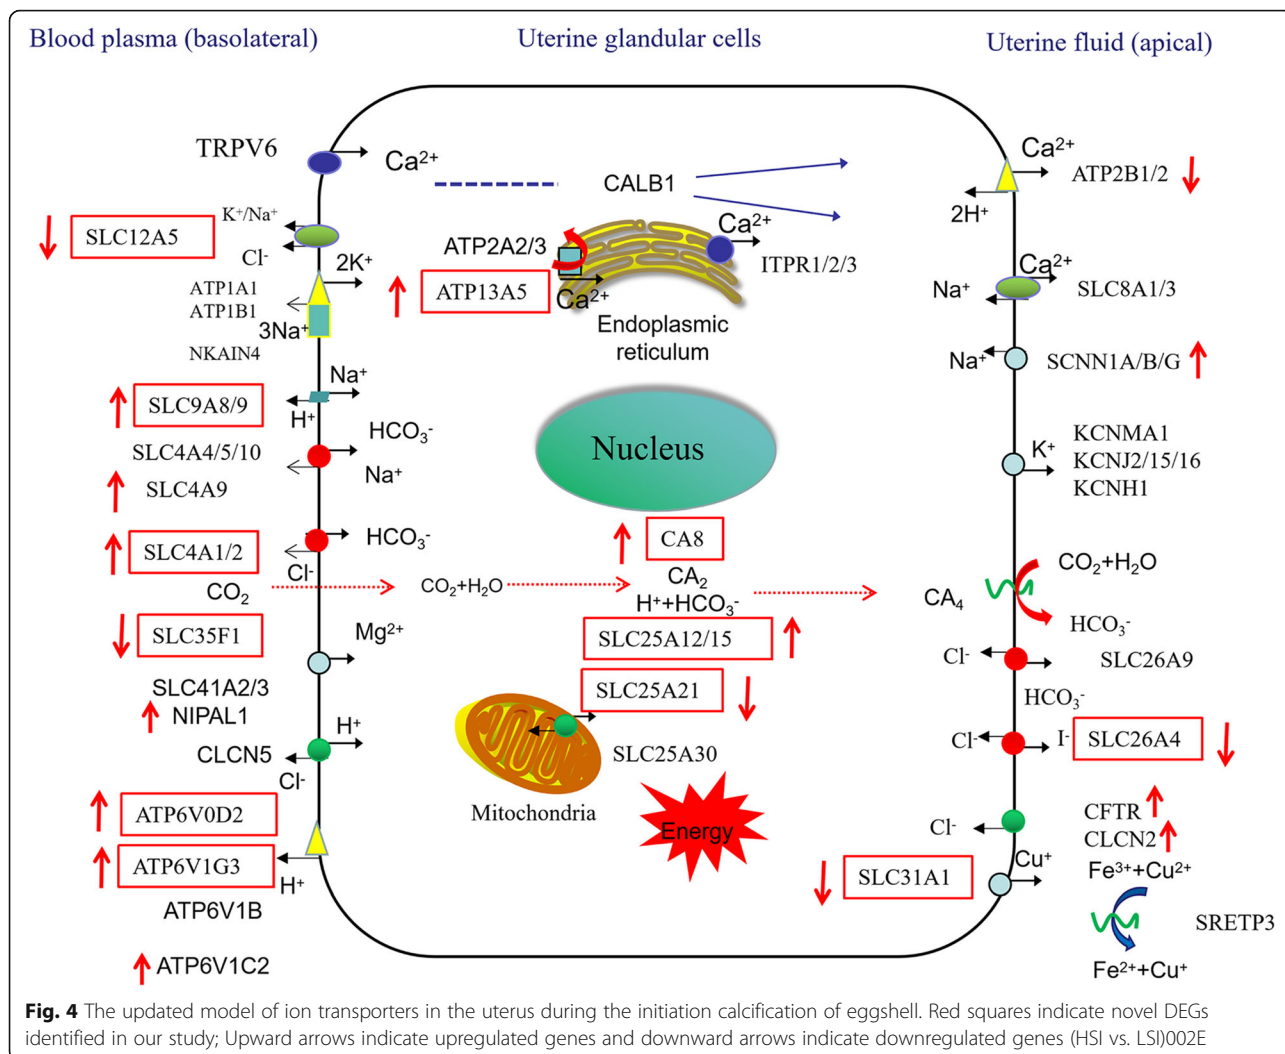 Blood plasma (basolateral)
Uterine glandular cells
Uterine fluid (apical)
TRPV6
Ca²⁺
K⁺/Na⁺
SLC12A5
Cl⁻
2K⁺
ATP1A1
ATP1B1
3Na⁺
NKAIN4
Na⁺
SLC9A8/9
H⁺
HCO₃⁻
SLC4A4/5/10
Na⁺
SLC4A9
SLC4A1/2
HCO₃⁻
Cl⁻
CO₂
SLC35F1
Mg²⁺
SLC41A2/3
NIPAL1
H⁺
CLCN5
Cl⁻
ATP6V0D2
ATP6V1G3
H⁺
ATP6V1B
ATP6V1C2
CALB1
ATP2A2/3
Ca²⁺
ITPR1/2/3
ATP13A5
Ca²⁺
Endoplasmic
reticulum
Nucleus
CA8
CO₂+H₂O
CA₂
H⁺+HCO₃⁻
SLC25A12/15
SLC25A21
SLC25A30
Mitochondria
Energy
Ca²⁺
ATP2B1/2
2H⁺
Ca²⁺
Na⁺
SLC8A1/3
Na⁺
SCNN1A/B/G
K⁺
KCNMA1
KCNJ2/15/16
KCNH1
CO₂+H₂O
CA₄
HCO₃⁻
Cl⁻
SLC26A9
HCO₃⁻
Cl⁻
I⁻
SLC26A4
CFTR
Cl⁻
CLCN2
Cu⁺
SLC31A1
Fe³⁺+Cu²⁺
SRETP3
Fe²⁺+Cu⁺
Fig. 4 The updated model of ion transporters in the uterus during the initiation calcification of eggshell. Red squares indicate novel DEGs
identified in our study; Upward arrows indicate upregulated genes and downward arrows indicate downregulated genes (HSI vs. LSI)002E